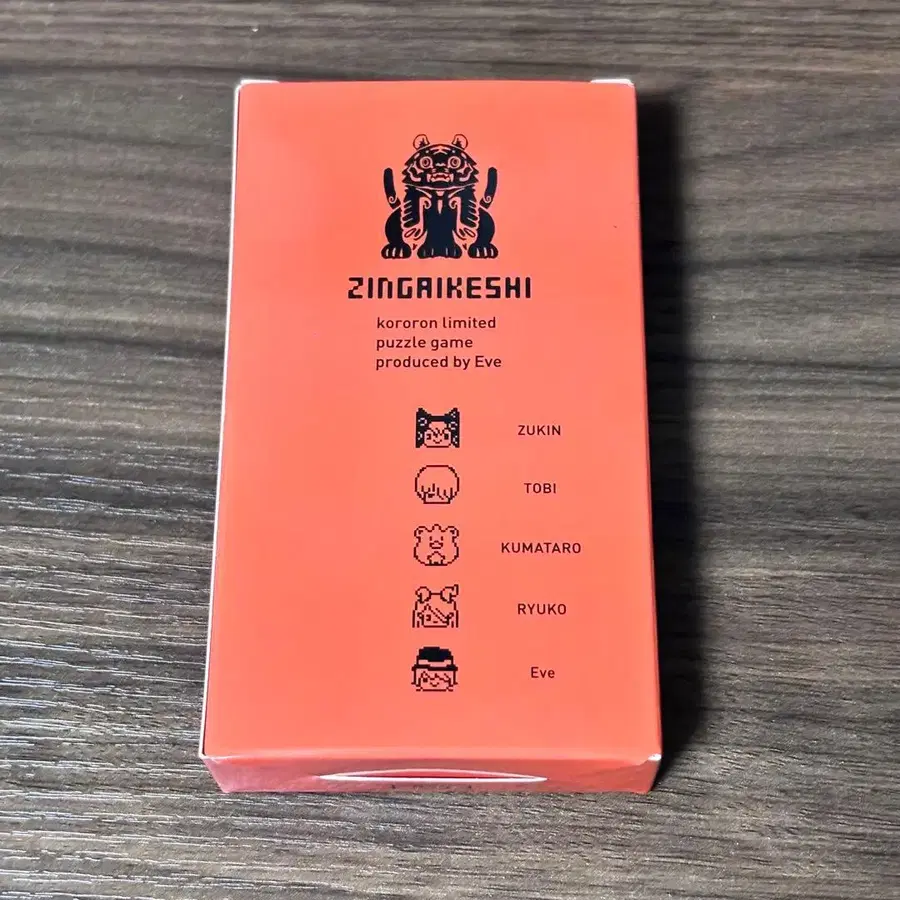 ZINGAIKESHI
kororon limited
puzzle game
produced by Eve
ZUKIN
TOBI
KUMATARO
RYUKO
Eve